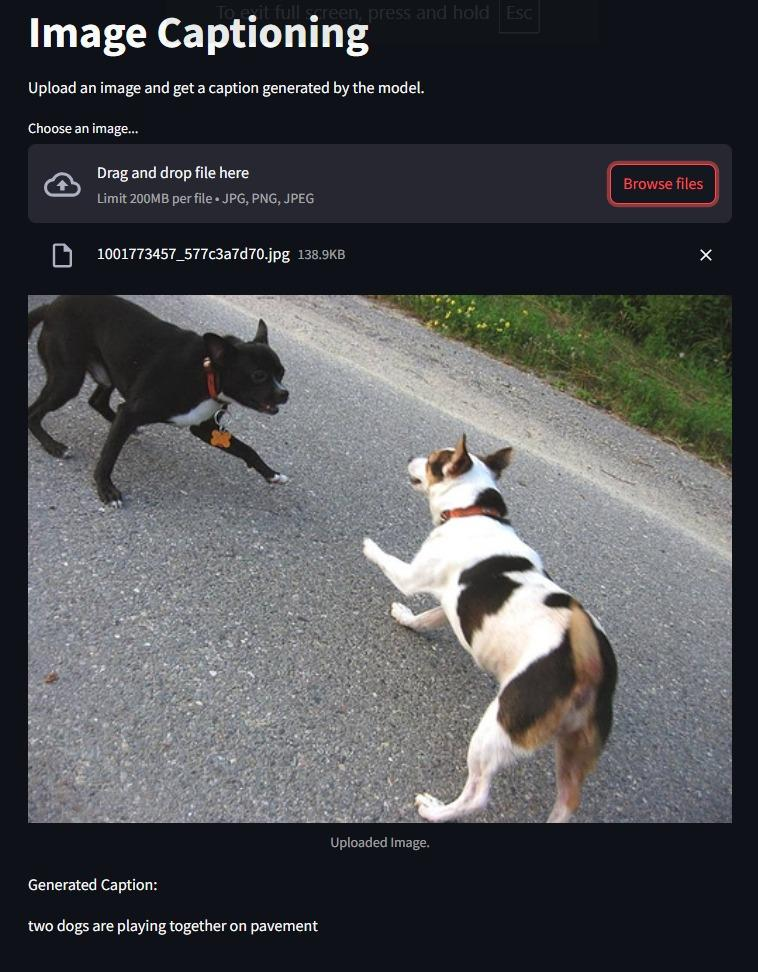 To exit full screen, press and hold Esc
Image Captioning
Upload an image and get a caption generated by the model.
Choose an image...
Drag and drop file here
Limit 200MB per file • JPG, PNG, JPEG
Browse files
1001773457_577c3a7d70.jpg 138.9KB
Uploaded Image.
Generated Caption:
two dogs are playing together on pavement